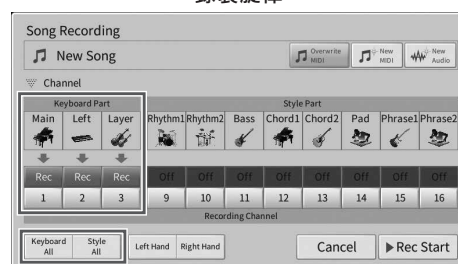 Song Recording
New Song
Overwrite MIDI
New MIDI
New Audio
Channel
Keyboard Part Style Part
Main Left Layer Rhythm1 Rhythm2 Bass Chord1 Chord2 Pad Phrase1 Phrase2
Rec Rec Rec Off Off Off Off Off Off Off Off
1 2 3 9 10 11 12 13 14 15 16
Recording Channel
Keyboard All Style All Left Hand Right Hand Cancel Rec Start